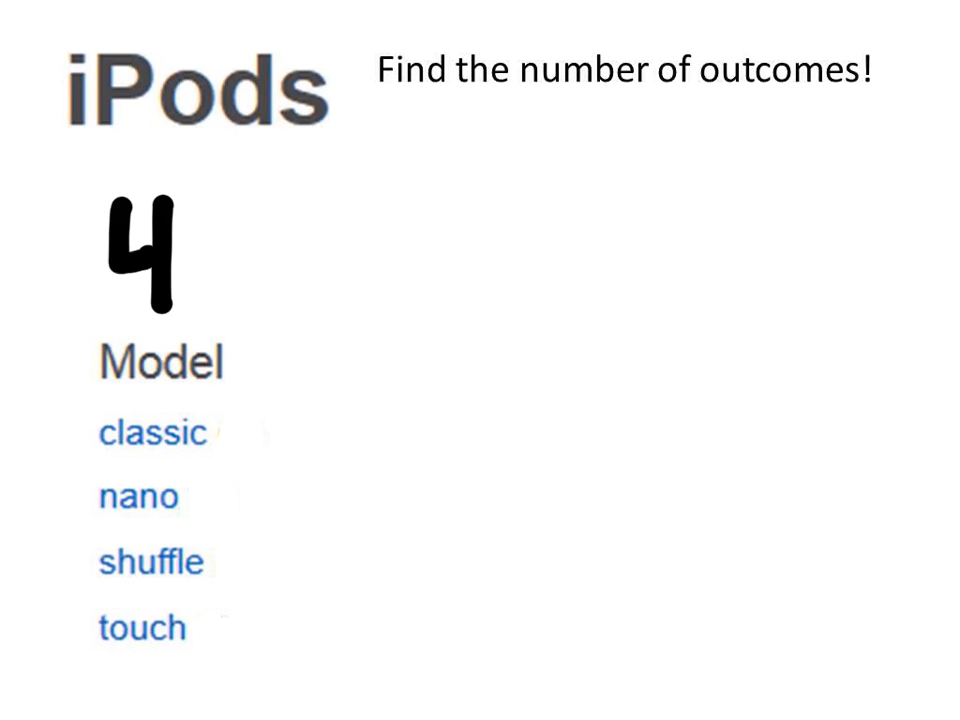 iPods
Find the number of outcomes!
4
Model
classic
nano
shuffle
touch